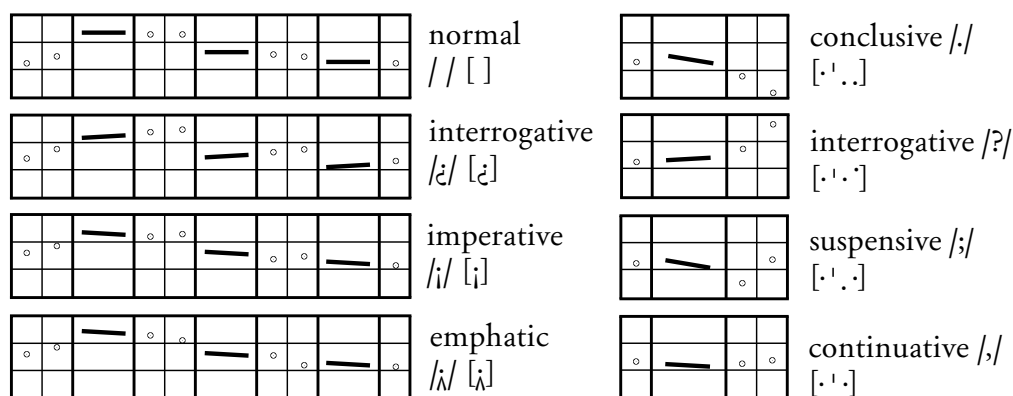 normal
/ / [ ]
interrogative
/¿/ [¿]
imperative
/¡/ [¡]
emphatic
/ᶖ/ [ᶖ]
conclusive /./
[· ˈ . .]
interrogative /?/
[· ˈ · ˙]
suspensive /;/
[· ˈ . ·]
continuative /,/
[· ˈ ·]